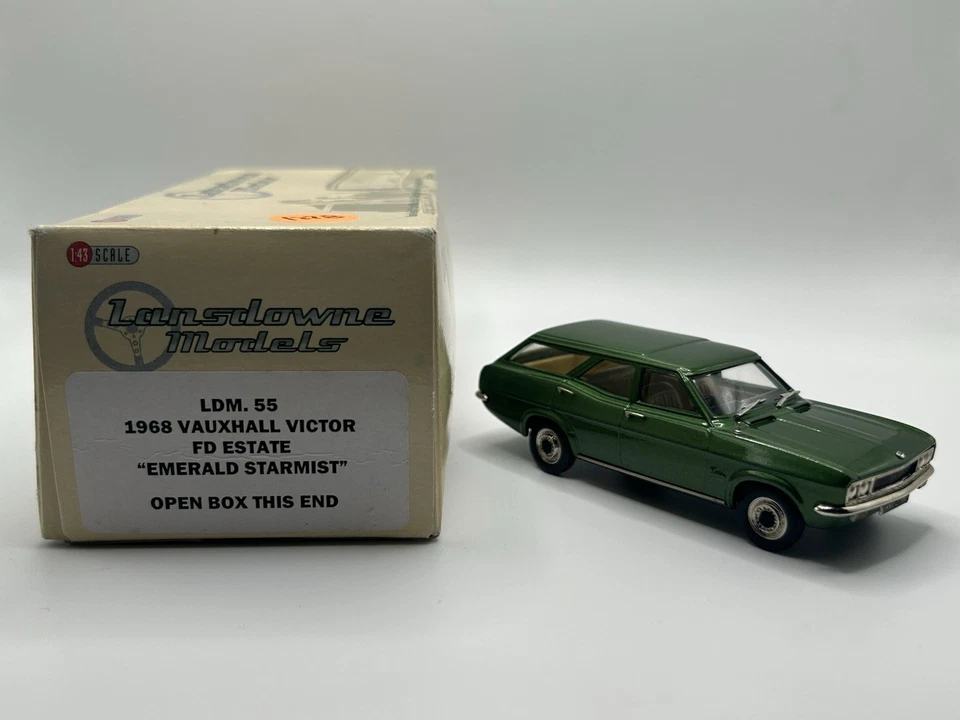 1:43 SCALE
Lansdowne
Models
LDM. 55
1968 VAUXHALL VICTOR
FD ESTATE
“EMERALD STARMIST”
OPEN BOX THIS END